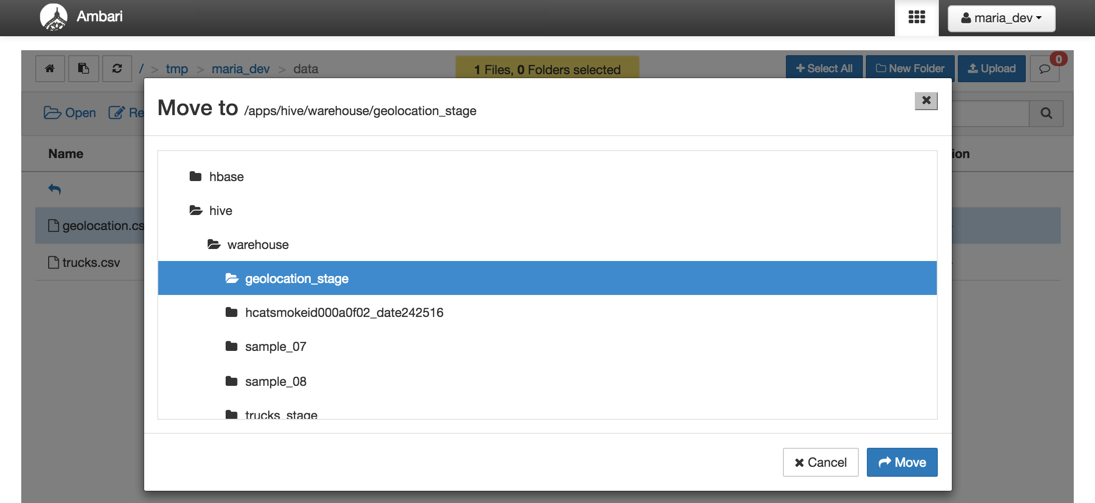 Ambari
maria_dev
/ > tmp > maria_dev > data
1 Files, 0 Folders selected
Select All
New Folder
Upload
0
Open
Re
Move to /apps/hive/warehouse/geolocation_stage
Name
ion
hbase
hive
warehouse
geolocation_stage
hcatsmokeid000a0f02_date242516
sample_07
sample_08
trucks_stage
geolocation.cs
trucks.csv
Cancel
Move